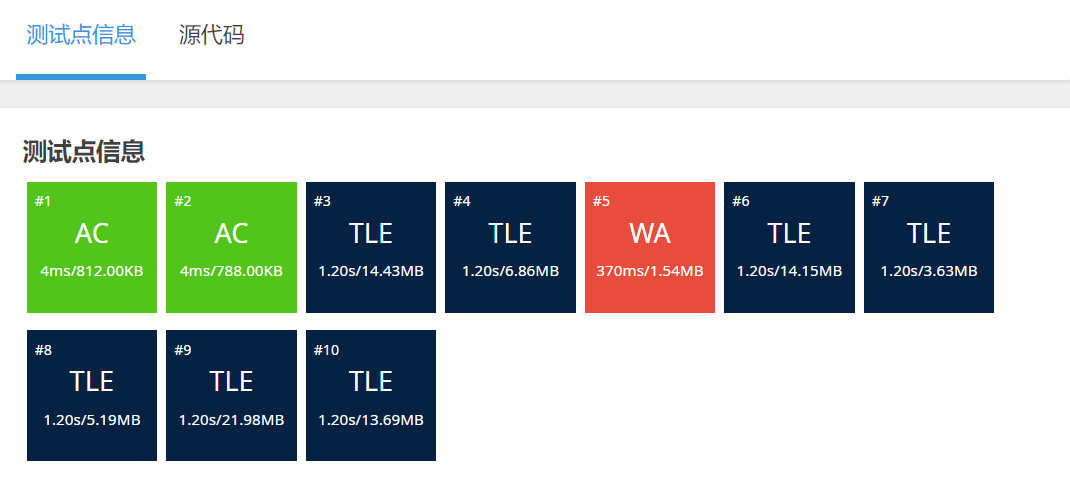 测试点信息 源代码
测试点信息
#1 #2 #3 #4 #5 #6 #7
AC AC TLE TLE WA TLE TLE
4ms/812.00KB 4ms/788.00KB 1.20s/14.43MB 1.20s/6.86MB 370ms/1.54MB 1.20s/14.15MB 1.20s/3.63MB
#8 #9 #10
TLE TLE TLE
1.20s/5.19MB 1.20s/21.98MB 1.20s/13.69MB